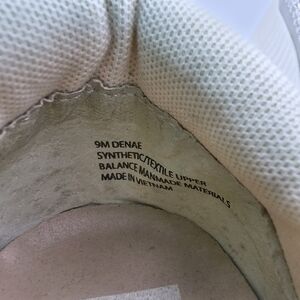 9M DENAE
SYNTHETIC/TEXTILE UPPER
BALANCE MANMADE MATERIALS
MADE IN VIETNAM